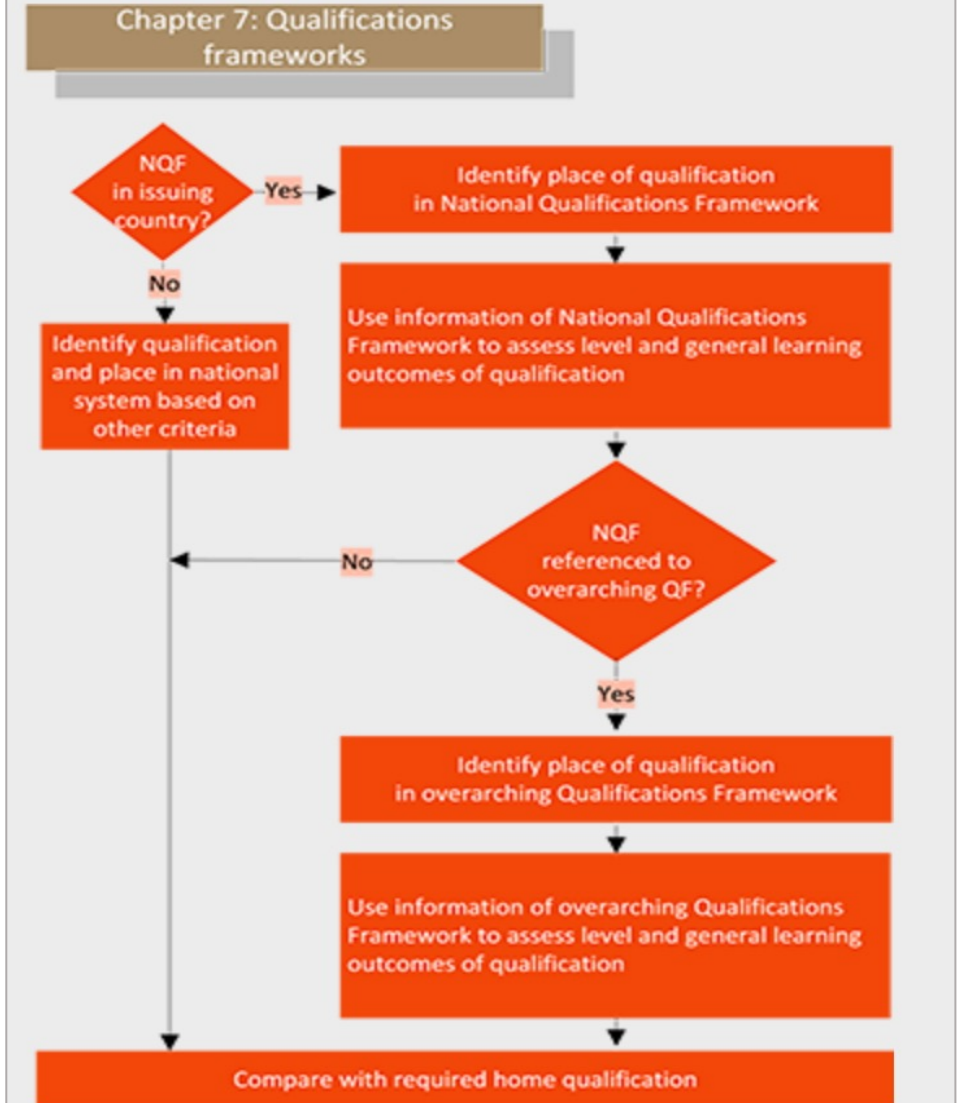 Chapter 7: Qualifications
frameworks
NQF
in issuing
country?
Yes
Identify place of qualification
in National Qualifications Framework
No
Use information of National Qualifications
Framework to assess level and general learning
outcomes of qualification
Identify qualification
and place in national
system based on
other criteria
NQF
referenced to
overarching QF?
No
Yes
Identify place of qualification
in overarching Qualifications Framework
Use information of overarching Qualifications
Framework to assess level and general learning
outcomes of qualification
Compare with required home qualification